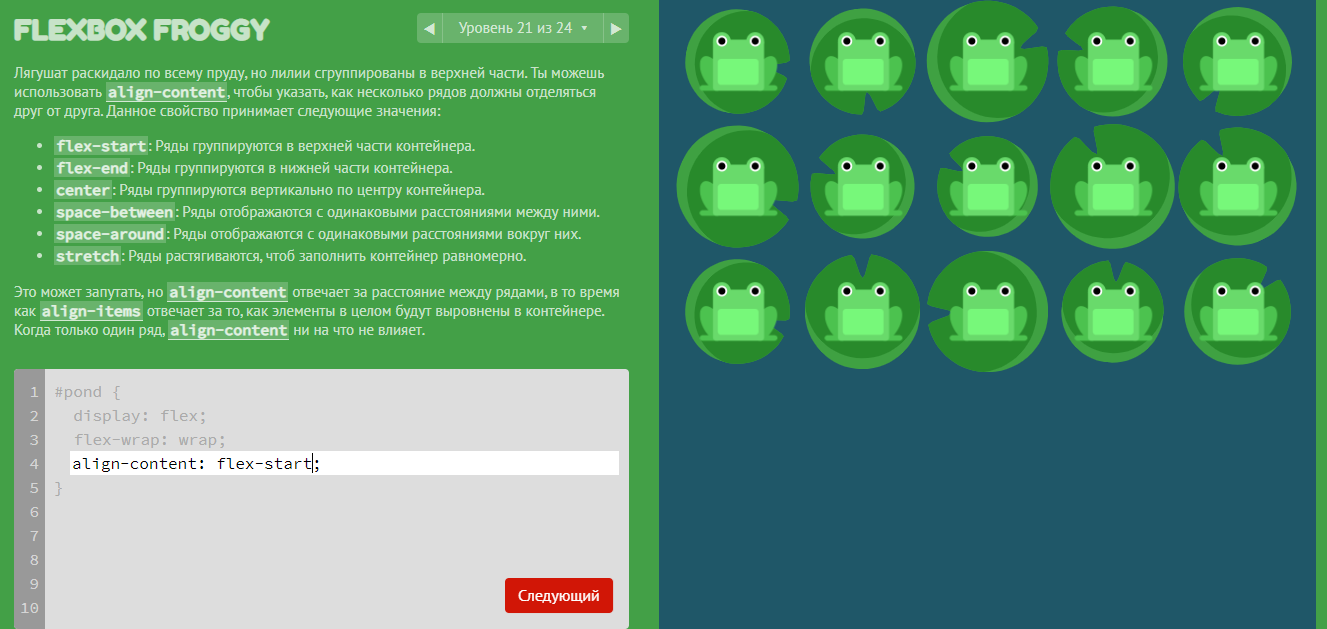 FLEXBOX FROGGY
◀ Уровень 21 из 24 ▾ ▶
Лягушат раскидало по всему пруду, но лилии сгруппированы в верхней части. Ты можешь
использовать align-content, чтобы указать, как несколько рядов должны отделяться
друг от друга. Данное свойство принимает следующие значения:
• flex-start: Ряды группируются в верхней части контейнера.
• flex-end: Ряды группируются в нижней части контейнера.
• center: Ряды группируются вертикально по центру контейнера.
• space-between: Ряды отображаются с одинаковыми расстояниями между ними.
• space-around: Ряды отображаются с одинаковыми расстояниями вокруг них.
• stretch: Ряды растягиваются, чтоб заполнить контейнер равномерно.
Это может запутать, но align-content отвечает за расстояние между рядами, в то время
как align-items отвечает за то, как элементы в целом будут выровнены в контейнере.
Когда только один ряд, align-content ни на что не влияет.
1 #pond {
2 display: flex;
3 flex-wrap: wrap;
4 align-content: flex-start;
5 }
6
7
8
9
10
Следующий